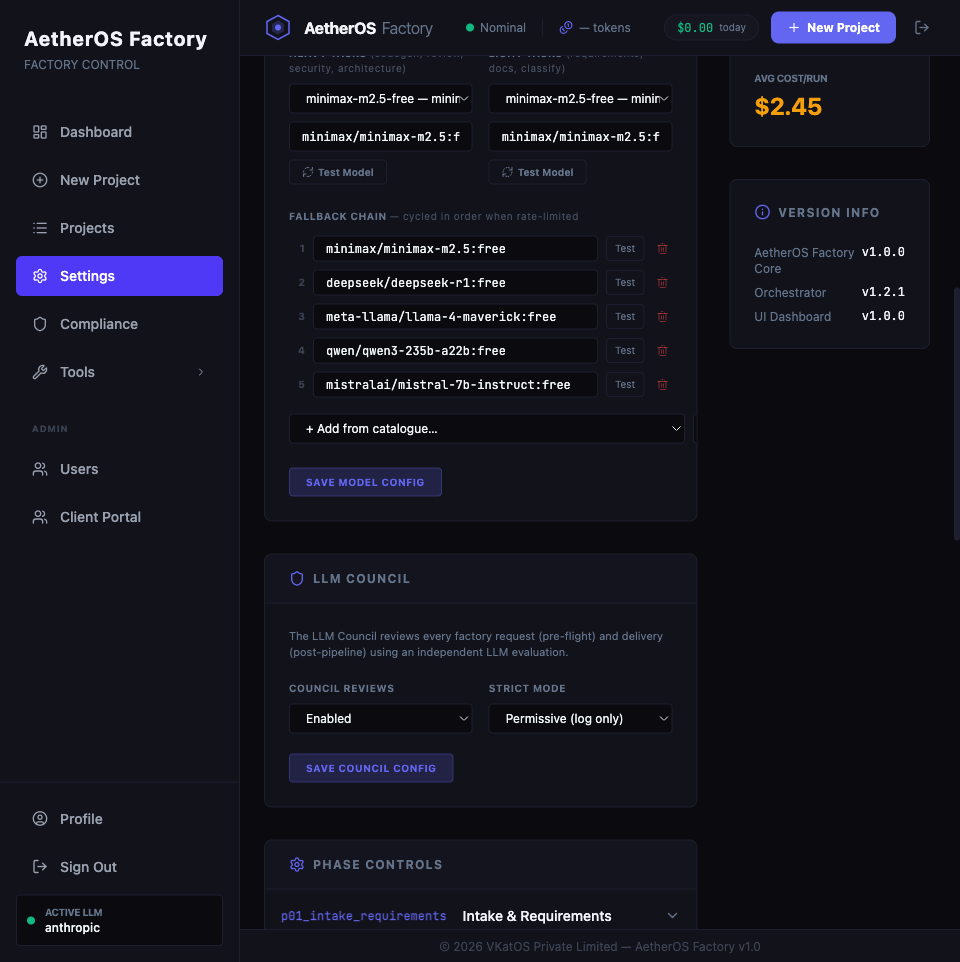 AetherOS Factory
FACTORY CONTROL
Dashboard
New Project
Projects
Settings
Compliance
Tools
ADMIN
Users
Client Portal
Profile
Sign Out
ACTIVE LLM
anthropic
AetherOS Factory
Nominal
— tokens
$0.00 today
+ New Project
security, architecture)
docs, classify)
minimax-m2.5-free — minin
minimax-m2.5-free — minin
minimax/minimax-m2.5:f
minimax/minimax-m2.5:f
Test Model
Test Model
FALLBACK CHAIN — cycled in order when rate-limited
1 minimax/minimax-m2.5:free Test
2 deepseek/deepseek-r1:free Test
3 meta-llama/llama-4-maverick:free Test
4 qwen/qwen3-235b-a22b:free Test
5 mistralai/mistral-7b-instruct:free Test
+ Add from catalogue...
SAVE MODEL CONFIG
LLM COUNCIL
The LLM Council reviews every factory request (pre-flight) and delivery
(post-pipeline) using an independent LLM evaluation.
COUNCIL REVIEWS
STRICT MODE
Enabled
Permissive (log only)
SAVE COUNCIL CONFIG
PHASE CONTROLS
p01_intake_requirements Intake & Requirements
AVG COST/RUN
$2.45
VERSION INFO
AetherOS Factory v1.0.0
Core
Orchestrator v1.2.1
UI Dashboard v1.0.0
© 2026 VKatOS Private Limited — AetherOS Factory v1.0